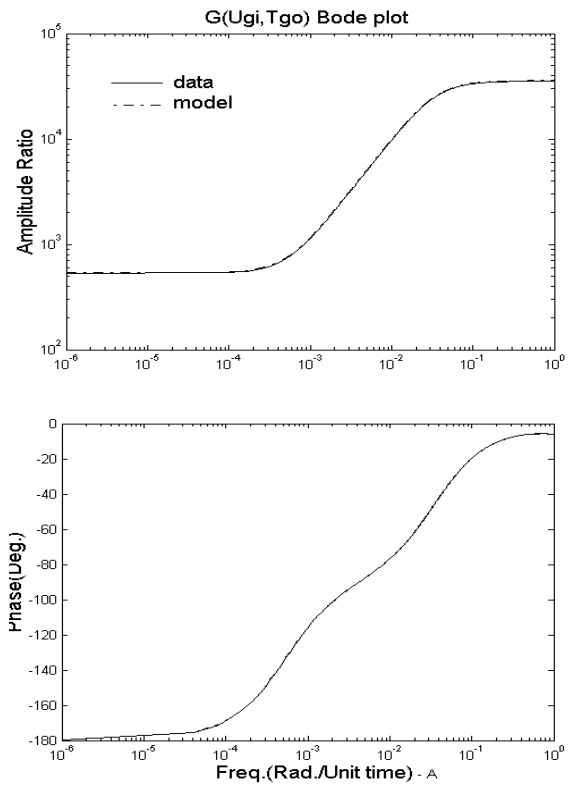 G(Ugi,Tgo) Bode plot
10^5
data
model
10^4
Amplitude Ratio
10^3
10^2
10^-6 10^-5 10^-4 10^-3 10^-2 10^-1 10^0
0
-20
-40
-60
-80
Phase(Deg.)
-100
-120
-140
-160
-180
10^-6 10^-5 10^-4 10^-3 10^-2 10^-1 10^0
Freq.(Rad./Unit time) - A